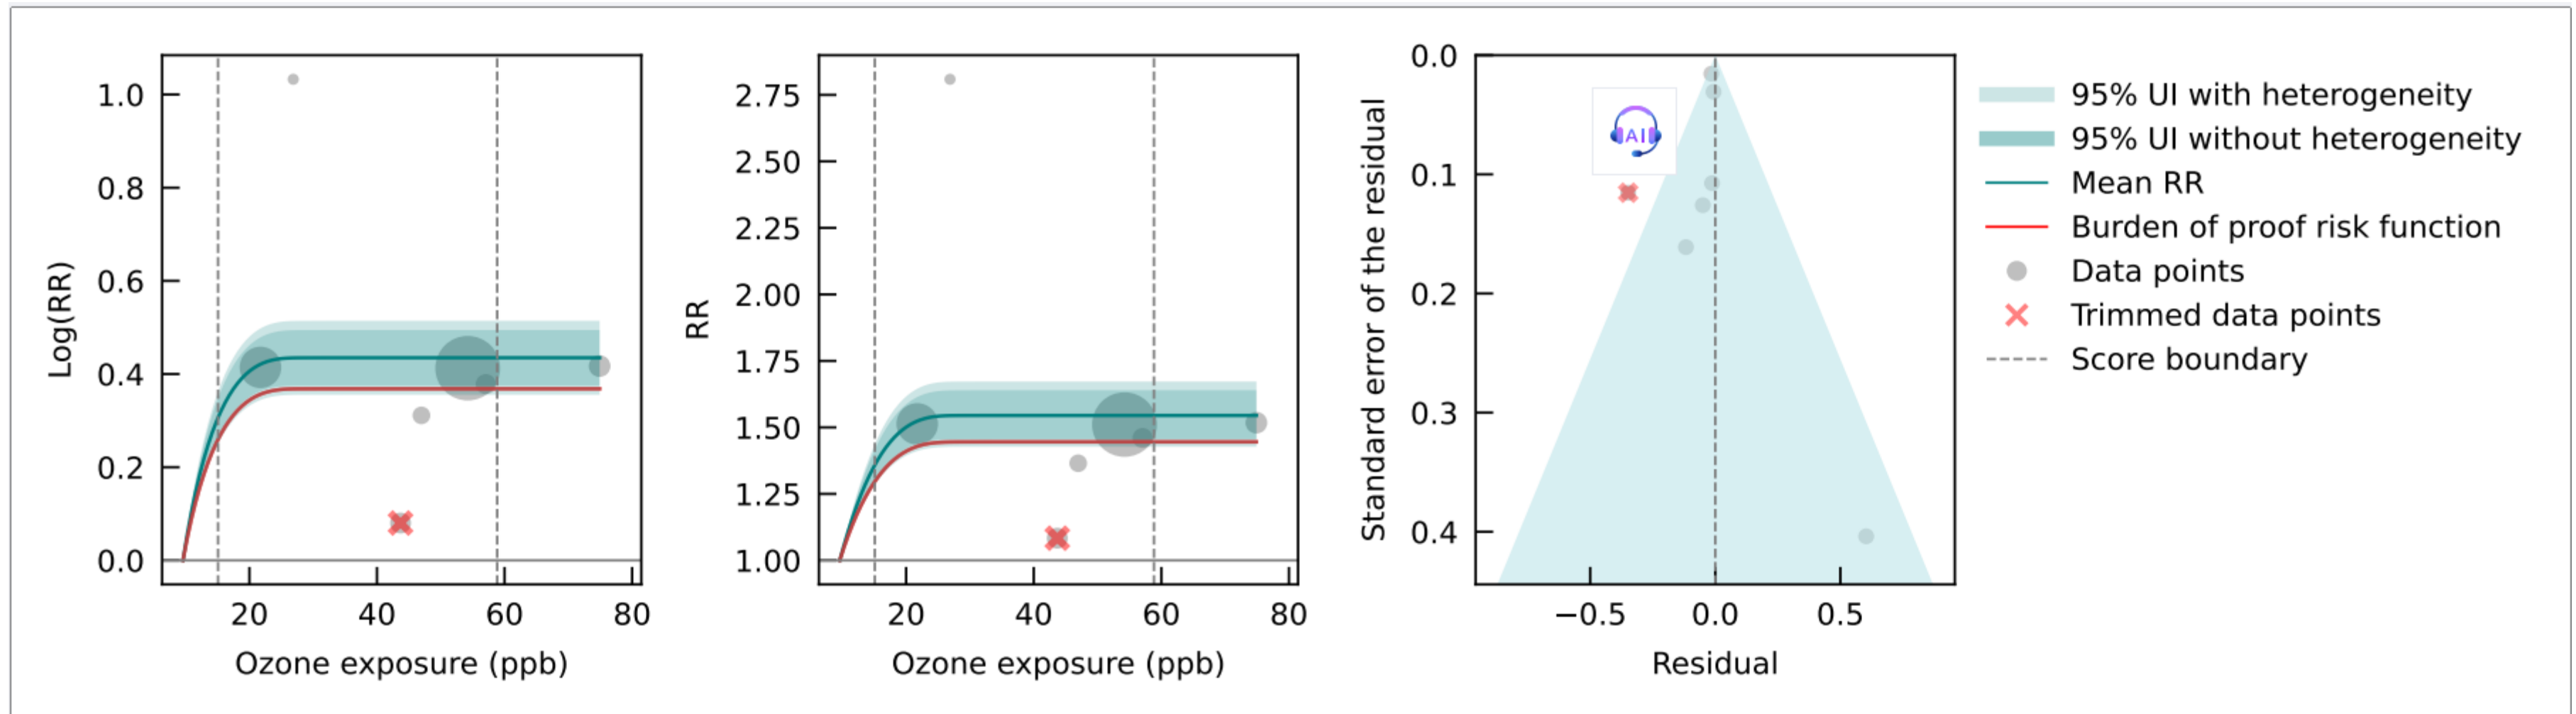 1.0
0.8
0.6
0.4
0.2
0.0
Log(RR)
20 40 60 80
Ozone exposure (ppb)
2.75
2.50
2.25
2.00
1.75
1.50
1.25
1.00
RR
20 40 60 80
Ozone exposure (ppb)
0.0
0.1
0.2
0.3
0.4
Standard error of the residual
AI
−0.5 0.0 0.5
Residual
95% UI with heterogeneity
95% UI without heterogeneity
Mean RR
Burden of proof risk function
Data points
Trimmed data points
Score boundary